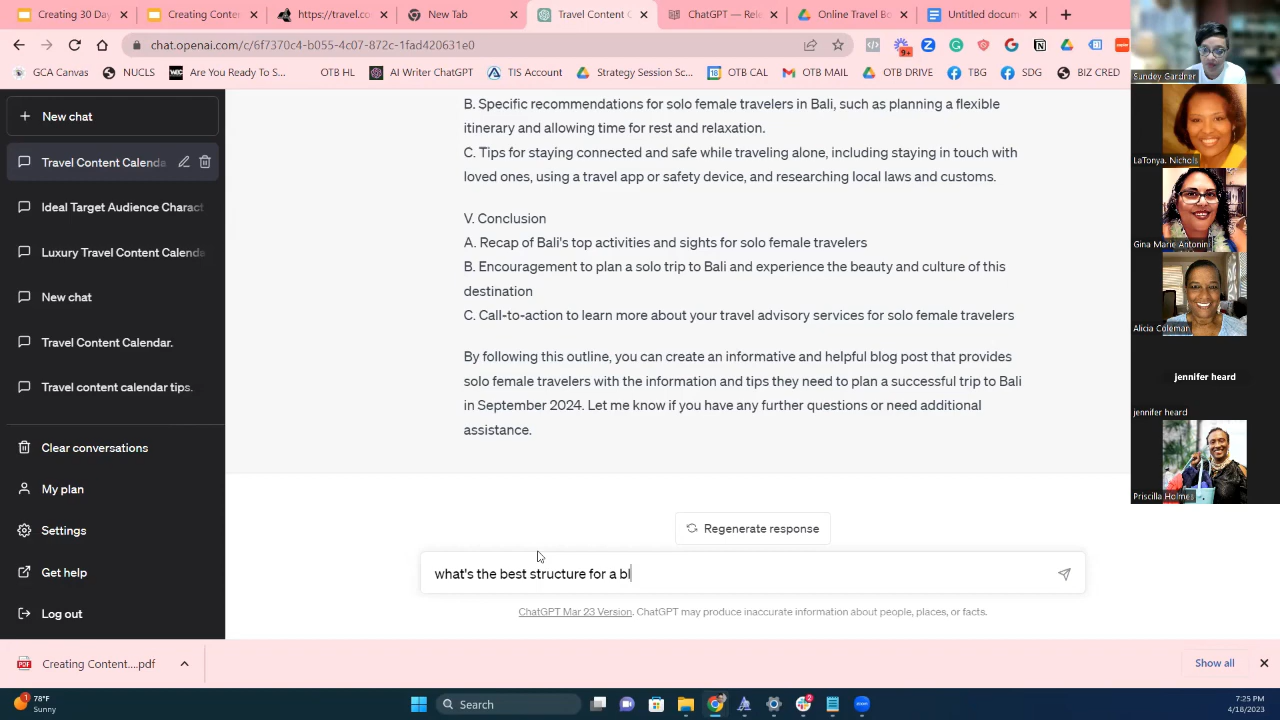 Creating 30 Day
Creating Conten
https://travel.co
New Tab
Travel Content C
ChatGPT — Rele
Online Travel Bo
Untitled docum
chat.openai.com/c/6f7370c4-b055-4c07-872c-1fad420631e0
9+
GCA Canvas
NUCLS
Are You Ready To S...
OTB HL
AI Writer ChatGPT
TIS Account
Strategy Session Sc...
OTB CAL
OTB MAIL
OTB DRIVE
TBG
SDG
BIZ CRED
New chat
Travel Content Calenda
Ideal Target Audience Charact
Luxury Travel Content Calenda
New chat
Travel Content Calendar.
Travel content calendar tips.
Clear conversations
My plan
Settings
Get help
Log out
B. Specific recommendations for solo female travelers in Bali, such as planning a flexible
itinerary and allowing time for rest and relaxation.
C. Tips for staying connected and safe while traveling alone, including staying in touch with
loved ones, using a travel app or safety device, and researching local laws and customs.
V. Conclusion
A. Recap of Bali's top activities and sights for solo female travelers
B. Encouragement to plan a solo trip to Bali and experience the beauty and culture of this
destination
C. Call-to-action to learn more about your travel advisory services for solo female travelers
By following this outline, you can create an informative and helpful blog post that provides
solo female travelers with the information and tips they need to plan a successful trip to Bali
in September 2024. Let me know if you have any further questions or need additional
assistance.
Regenerate response
what's the best structure for a bl
ChatGPT Mar 23 Version. ChatGPT may produce inaccurate information about people, places, or facts.
Sundey Gardner
LaTonya. Nichols
Gina Marie Antonini
Alicia Coleman
jennifer heard
jennifer heard
Priscilla Holmes
PDF
Creating Content....pdf
Show all
1
78°F
Sunny
Search
2
zoom
7:25 PM
4/18/2023